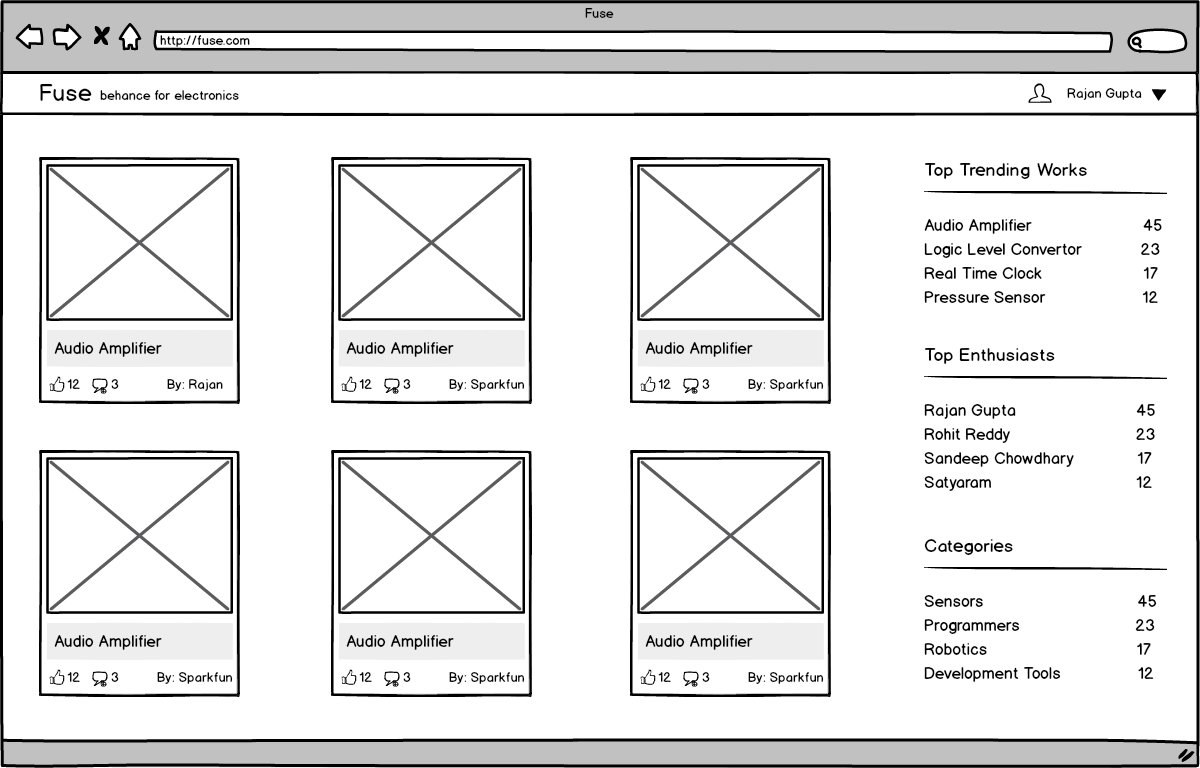 Fuse
http://fuse.com
Fuse behance for electronics
Rajan Gupta
Audio Amplifier
12 3 By: Rajan
Audio Amplifier
12 3 By: Sparkfun
Audio Amplifier
12 3 By: Sparkfun
Audio Amplifier
12 3 By: Sparkfun
Audio Amplifier
12 3 By: Sparkfun
Audio Amplifier
12 3 By: Sparkfun
Top Trending Works
Audio Amplifier 45
Logic Level Convertor 23
Real Time Clock 17
Pressure Sensor 12
Top Enthusiasts
Rajan Gupta 45
Rohit Reddy 23
Sandeep Chowdhary 17
Satyaram 12
Categories
Sensors 45
Programmers 23
Robotics 17
Development Tools 12